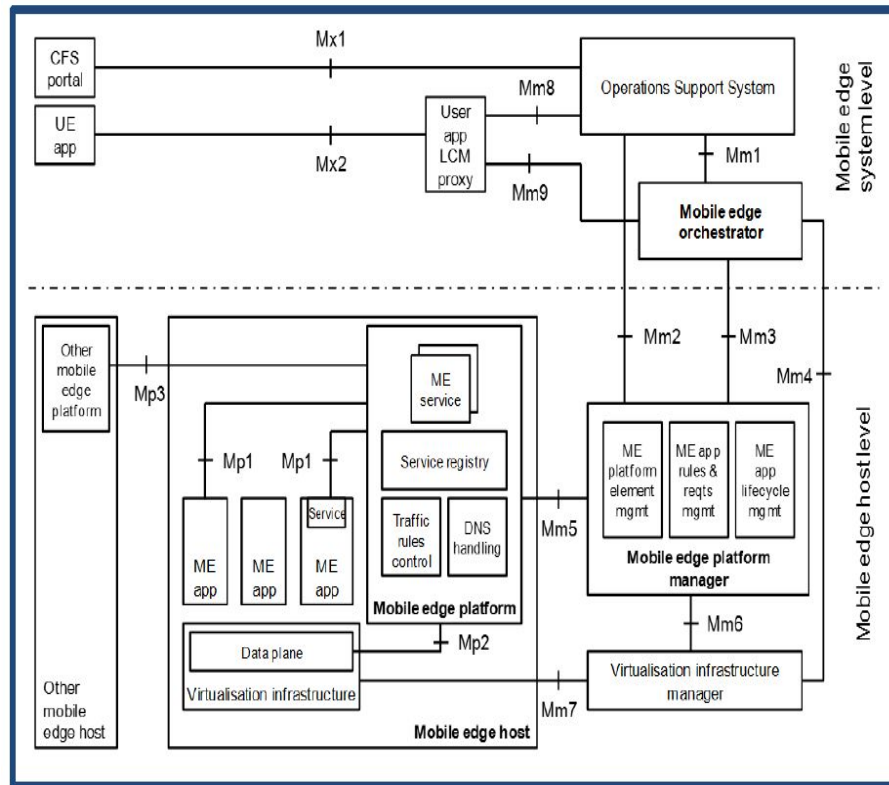 CFS
portal
Mx1
Operations Support System
Mm8
UE
app
Mx2
User
app
LCM
proxy
Mm9
Mm1
Mobile edge
orchestrator
Mobile edge
system level
Other
mobile
edge
platform
Mp3
ME
service
Mp1
Mp1
Service registry
Traffic
rules
control
DNS
handling
Mobile edge platform
ME
app
ME
app
Service
ME
app
Mp2
Data plane
Virtualisation infrastructure
Other
mobile
edge host
Mobile edge host
Mm2
Mm3
Mm4
Mm5
ME
platform
element
mgmt
ME app
rules &
reqts
mgmt
ME
app
lifecycle
mgmt
Mobile edge platform
manager
Mm6
Virtualisation infrastructure
manager
Mm7
Mobile edge host level